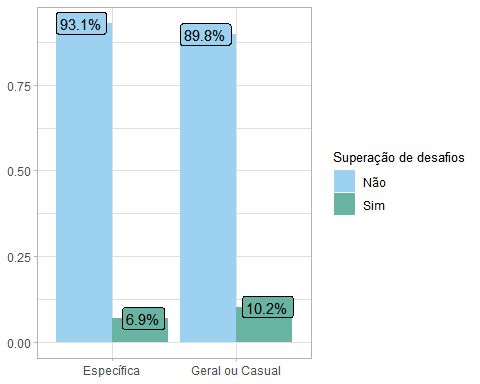 93.1%
89.8%
0.75
0.50
0.25
0.00
6.9%
10.2%
Específica
Geral ou Casual
Superação de desafios
Não
Sim